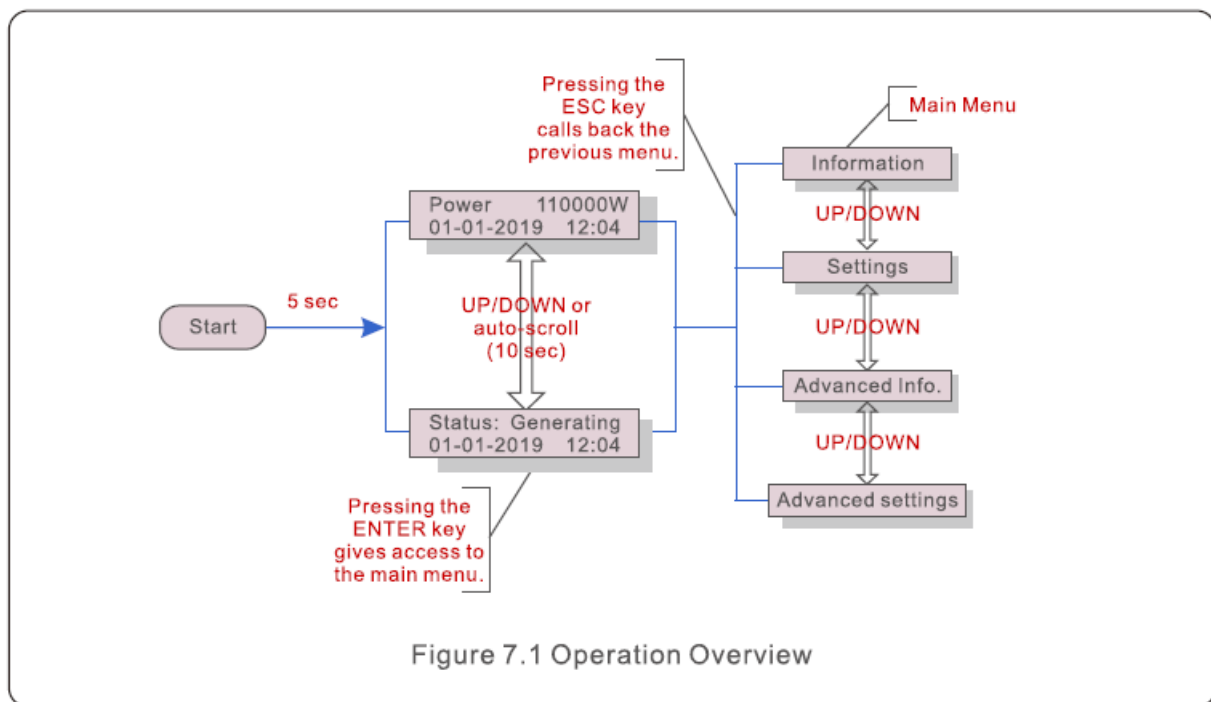 Pressing the
ESC key
calls back the
previous menu.
Main Menu
Information
UP/DOWN
Power 110000W
01-01-2019 12:04
Settings
5 sec
Start
UP/DOWN or
auto-scroll
(10 sec)
UP/DOWN
Advanced Info.
Status: Generating
01-01-2019 12:04
UP/DOWN
Advanced settings
Pressing the
ENTER key
gives access to
the main menu.
Figure 7.1 Operation Overview